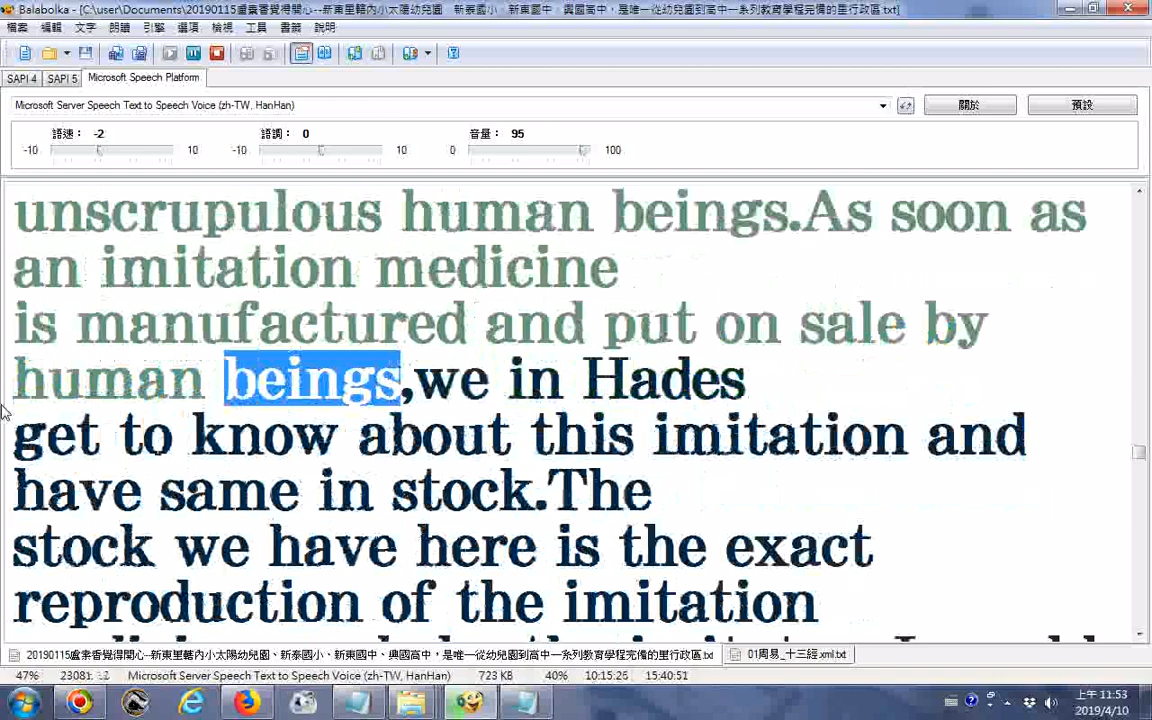 Balabolka - [C:\user\Documents\20190115盧彙香覺得開心--新東里轄內小太陽幼兒園、新泰國小、新東國中、興國高中，是唯一從幼兒園到高中一系列教育學程完備的里行政區.txt]
檔案 編輯 文字 朗讀 引擎 選項 檢視 工具 書籤 說明
SAPI 4 SAPI 5 Microsoft Speech Platform
Microsoft Server Speech Text to Speech Voice (zh-TW, HanHan) 關於 預設
語速： -2 語調： 0 音量： 95
-10 10 -10 10 0 100
unscrupulous human beings.As soon as
an imitation medicine
is manufactured and put on sale by
human beings,we in Hades
get to know about this imitation and
have same in stock.The
stock we have here is the exact
reproduction of the imitation
20190115盧彙香覺得開心--新東里轄內小太陽幼兒園、新泰國小、新東國中、興國高中，是唯一從幼兒園到高中一系列教育學程完備的里行政區.txt 01周易_十三經.xml.txt
47% Microsoft Server Speech Text to Speech Voice (zh-TW, HanHan) 723 KB 40% 10:15:26 15:40:51
上午 11:53
2019/4/10